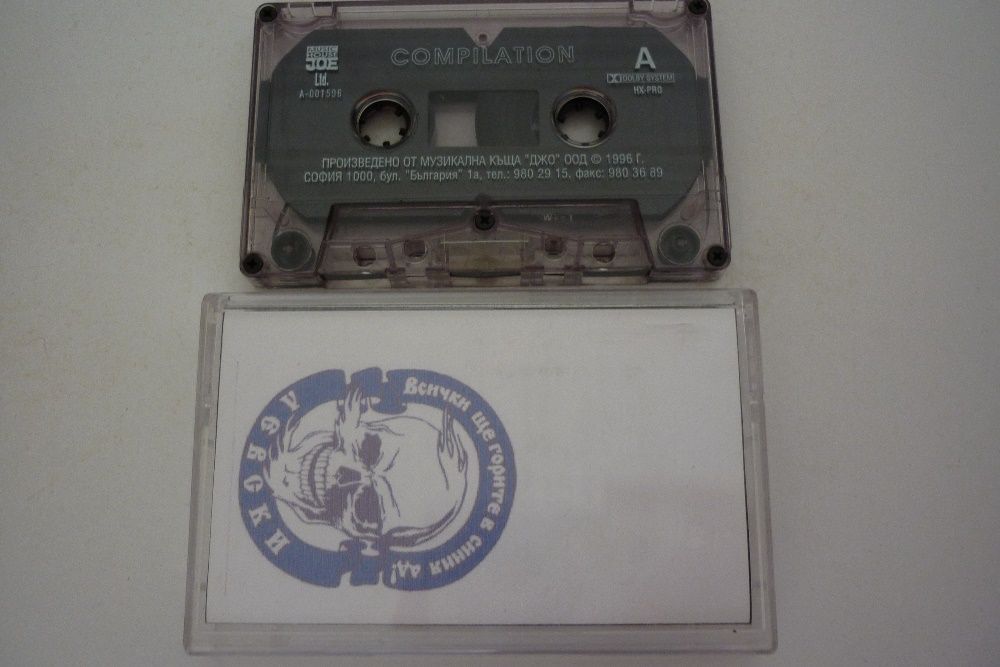 MUSIC
HOUSE
JOE
Ltd.
A-001596
COMPILATION
A
DOLBY SYSTEM
HX-PRO
ПРОИЗВЕДЕНО ОТ МУЗИКАЛНА КЪЩА "ДЖО" ООД © 1996 Г.
СОФИЯ 1000, бул. "България" 1а, тел.: 980 29 15. факс: 980 36 89
Всички ще горите в синия ад!